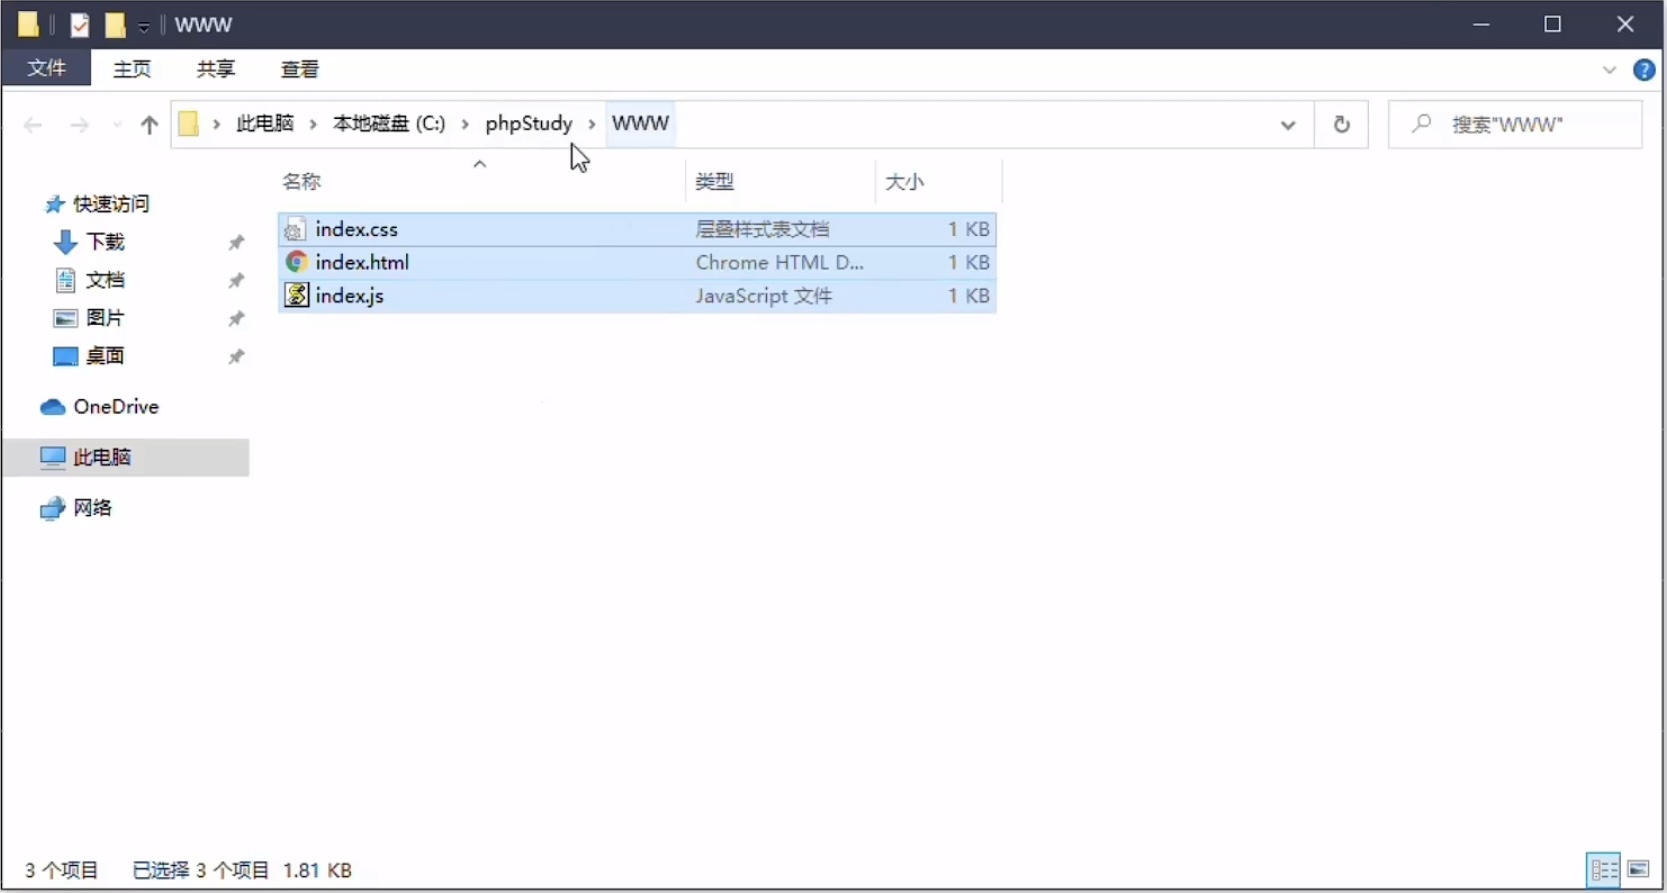 WWW
文件 主页 共享 查看 ?
此电脑 本地磁盘 (C:) phpStudy WWW 搜索"WWW"
名称 类型 大小
快速访问
下载
文档
图片
桌面
OneDrive
此电脑
网络
index.css 层叠样式表文档 1 KB
index.html Chrome HTML D... 1 KB
index.js JavaScript 文件 1 KB
3 个项目 已选择 3 个项目 1.81 KB